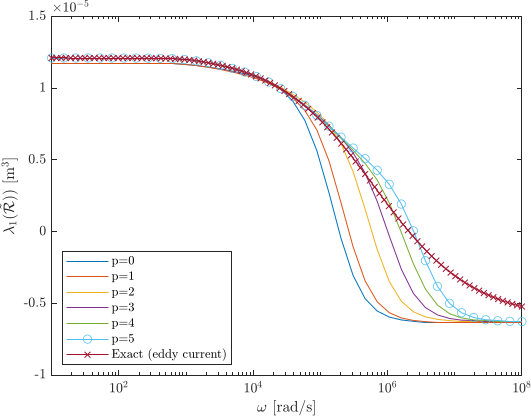 ×10⁻⁵
1.5
1
0.5
0
-0.5
-1
λ₁(R̃)) [m³]
p=0
p=1
p=2
p=3
p=4
p=5
Exact (eddy current)
10² 10⁴ 10⁶ 10⁸
ω [rad/s]